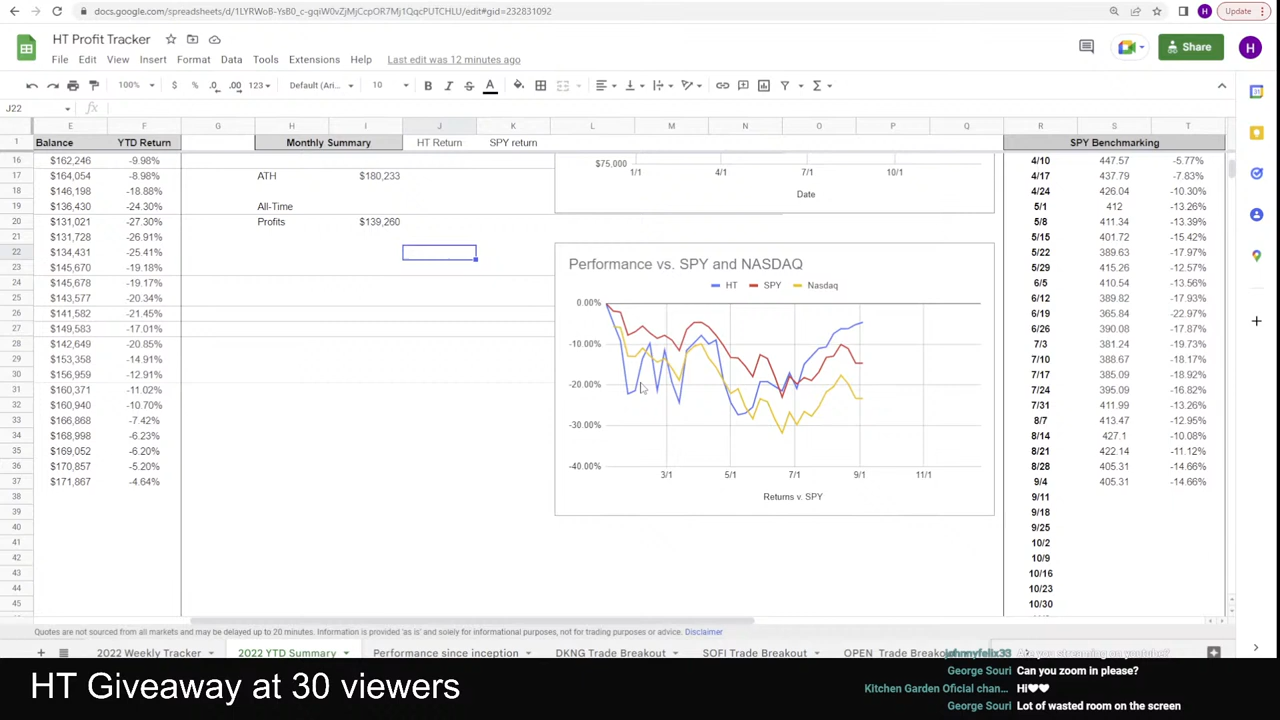 docs.google.com/spreadsheets/d/1LYRWoB-YsB0_c-gqiW0vZjMjCcpOR7Mj1QqcPUTCHLU/edit#gid=232831092
H
Update
HT Profit Tracker
File Edit View Insert Format Data Tools Extensions Help Last edit was 12 minutes ago
Share
H
100% $ % .0 .00 123 Default (Ari... 10 B I S A
J22 fx
E F G H I J K L M N O P Q R S T
1 Balance YTD Return Monthly Summary HT Return SPY return SPY Benchmarking
16 $162,246 -9.98% $75,000 4/10 447.57 -5.77%
1/1 4/1 7/1 10/1
17 $164,054 -8.98% ATH $180,233 4/17 437.79 -7.83%
18 $146,198 -18.88% Date 4/24 426.04 -10.30%
19 $136,430 -24.30% All-Time 5/1 412 -13.26%
20 $131,021 -27.30% Profits $139,260 5/8 411.34 -13.39%
21 $131,728 -26.91% 5/15 401.72 -15.42%
22 $134,431 -25.41% 5/22 389.63 -17.97%
23 $145,670 -19.18% 5/29 415.26 -12.57%
24 $145,678 -19.17% 6/5 410.54 -13.56%
25 $143,577 -20.34% 6/12 389.82 -17.93%
26 $141,582 -21.45% 6/19 365.84 -22.97%
27 $149,583 -17.01% 6/26 390.08 -17.87%
28 $142,649 -20.85% 7/3 381.24 -19.73%
29 $153,358 -14.91% 7/10 388.67 -18.17%
30 $156,959 -12.91% 7/17 385.09 -18.92%
31 $160,371 -11.02% 7/24 395.09 -16.82%
32 $160,940 -10.70% 7/31 411.99 -13.26%
33 $166,868 -7.42% 8/7 413.47 -12.95%
34 $168,998 -6.23% 8/14 427.1 -10.08%
35 $169,052 -6.20% 8/21 422.14 -11.12%
36 $170,857 -5.20% 8/28 405.31 -14.66%
37 $171,867 -4.64% 9/4 405.31 -14.66%
38 9/11
39 9/18
40 9/25
41 10/2
42 10/9
43 10/16
44 10/23
45 10/30
Performance vs. SPY and NASDAQ
HT SPY Nasdaq
0.00%
-10.00%
-20.00%
-30.00%
-40.00%
3/1 5/1 7/1 9/1 11/1
Returns v. SPY
Quotes are not sourced from all markets and may be delayed up to 20 minutes. Information is provided 'as is' and solely for informational purposes, not for trading purposes or advice. Disclaimer
2022 Weekly Tracker 2022 YTD Summary Performance since inception DKNG Trade Breakout SOFI Trade Breakout OPEN Trade
johnnyfelix33 Are you streaming on youtube?
George Souri Can you zoom in please?
Kitchen Garden Oficial chan... Hi♥♥
George Souri Lot of wasted room on the screen
HT Giveaway at 30 viewers